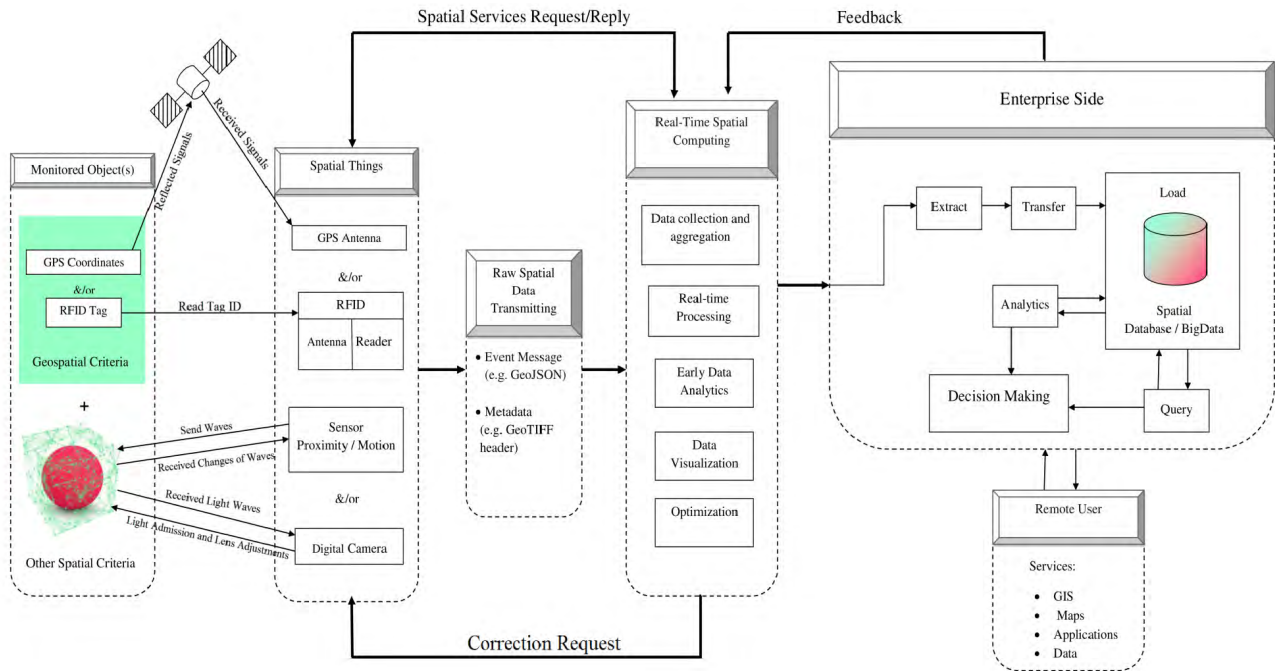 Spatial Services Request/Reply
Feedback
Monitored Object(s)
Reflected Signals
Received Signals
GPS Coordinates
&/or
RFID Tag
Geospatial Criteria
+
Other Spatial Criteria
Read Tag ID
Send Waves
Received Changes of Waves
Received Light Waves
Light Admission and Lens Adjustments
Spatial Things
GPS Antenna
&/or
RFID
Antenna
Reader
Sensor
Proximity / Motion
&/or
Digital Camera
Raw Spatial
Data
Transmitting
• Event Message
(e.g. GeoJSON)
• Metadata
(e.g. GeoTIFF
header)
Real-Time Spatial
Computing
Data collection and
aggregation
Real-time
Processing
Early Data
Analytics
Data
Visualization
Optimization
Correction Request
Enterprise Side
Extract
Transfer
Load
Spatial
Database / BigData
Analytics
Decision Making
Query
Remote User
Services:
• GIS
• Maps
• Applications
• Data